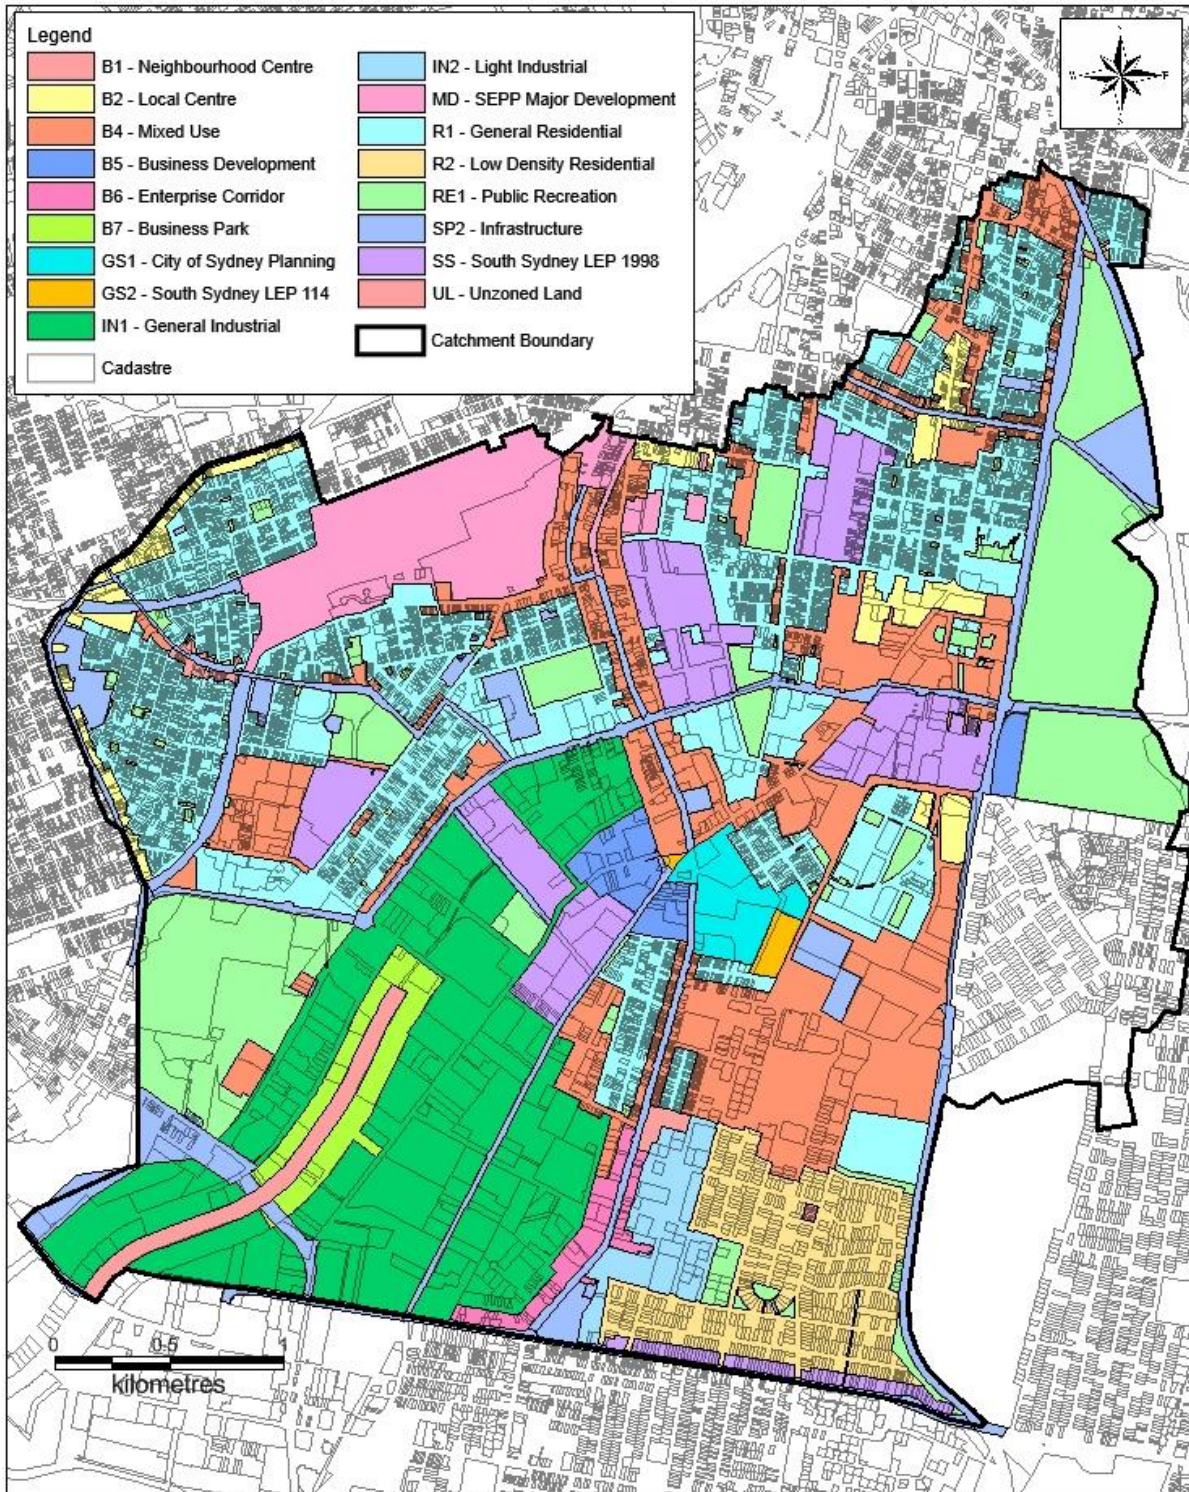 Legend
B1 - Neighbourhood Centre
B2 - Local Centre
B4 - Mixed Use
B5 - Business Development
B6 - Enterprise Corridor
B7 - Business Park
GS1 - City of Sydney Planning
GS2 - South Sydney LEP 114
IN1 - General Industrial
Cadastre
IN2 - Light Industrial
MD - SEPP Major Development
R1 - General Residential
R2 - Low Density Residential
RE1 - Public Recreation
SP2 - Infrastructure
SS - South Sydney LEP 1998
UL - Unzoned Land
Catchment Boundary
0 0.5 1
kilometres